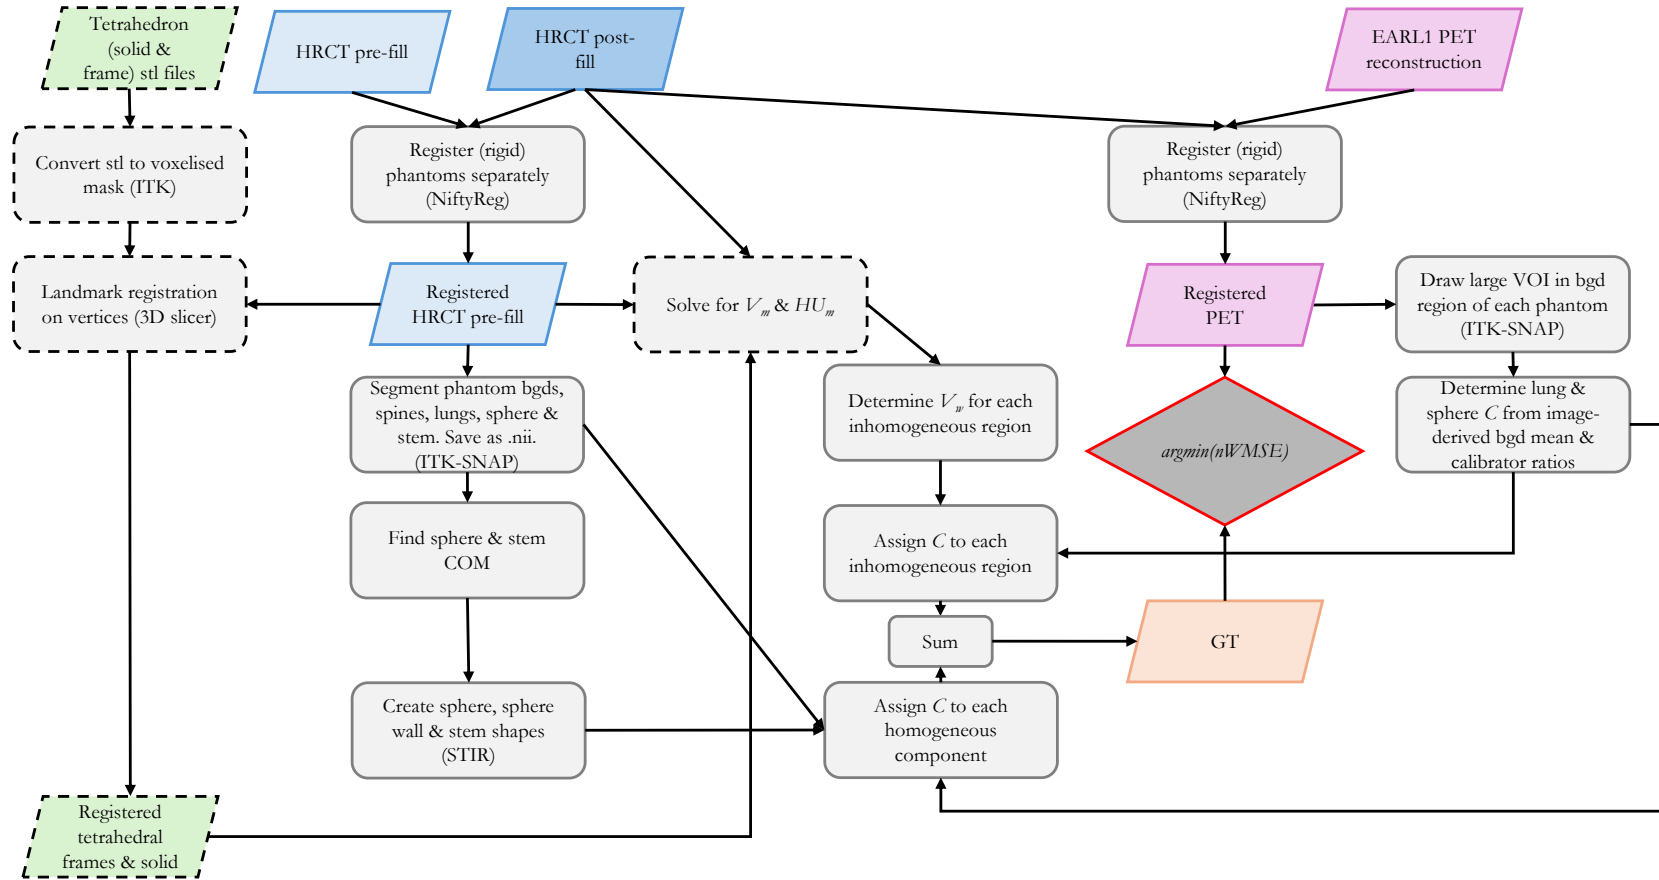 Tetrahedron
(solid &
frame) stl files
HRCT pre-fill
HRCT post-
fill
EARL1 PET
reconstruction
Convert stl to voxelised
mask (ITK)
Register (rigid)
phantoms separately
(NiftyReg)
Register (rigid)
phantoms separately
(NiftyReg)
Landmark registration
on vertices (3D slicer)
Registered
HRCT pre-fill
Solve for V_m & HU_m
Registered
PET
Draw large VOI in bgd
region of each phantom
(ITK-SNAP)
Segment phantom bgds,
spines, lungs, sphere &
stem. Save as .nii.
(ITK-SNAP)
Determine V_w for each
inhomogeneous region
argmin(nWMSE)
Determine lung &
sphere C from image-
derived bgd mean &
calibrator ratios
Find sphere & stem
COM
Assign C to each
inhomogeneous region
Sum
GT
Create sphere, sphere
wall & stem shapes
(STIR)
Assign C to each
homogeneous
component
Registered
tetrahedral
frames & solid